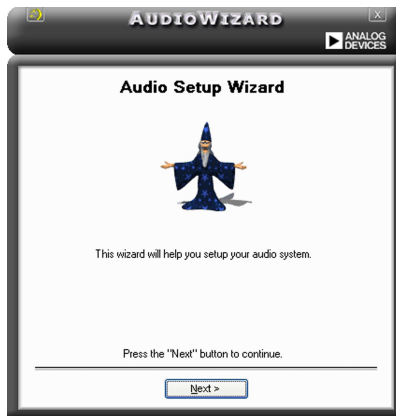 AUDIOWIZARD
X
ANALOG
DEVICES
Audio Setup Wizard
This wizard will help you setup your audio system.
Press the "Next" button to continue.
Next >